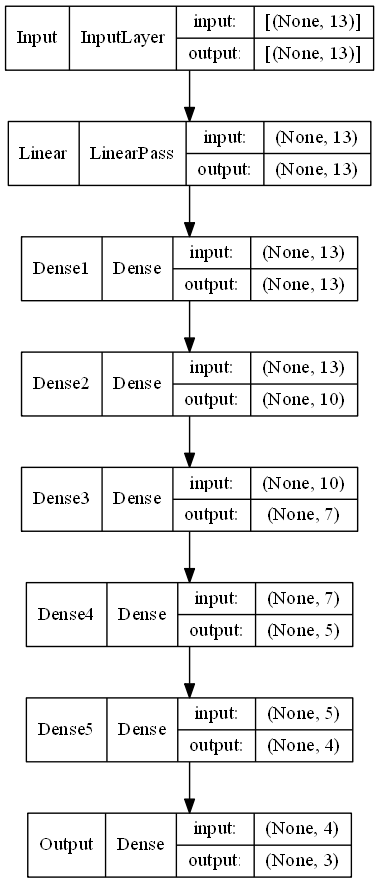 Input InputLayer input: [(None, 13)]
output: [(None, 13)]
Linear LinearPass input: (None, 13)
output: (None, 13)
Dense1 Dense input: (None, 13)
output: (None, 13)
Dense2 Dense input: (None, 13)
output: (None, 10)
Dense3 Dense input: (None, 10)
output: (None, 7)
Dense4 Dense input: (None, 7)
output: (None, 5)
Dense5 Dense input: (None, 5)
output: (None, 4)
Output Dense input: (None, 4)
output: (None, 3)